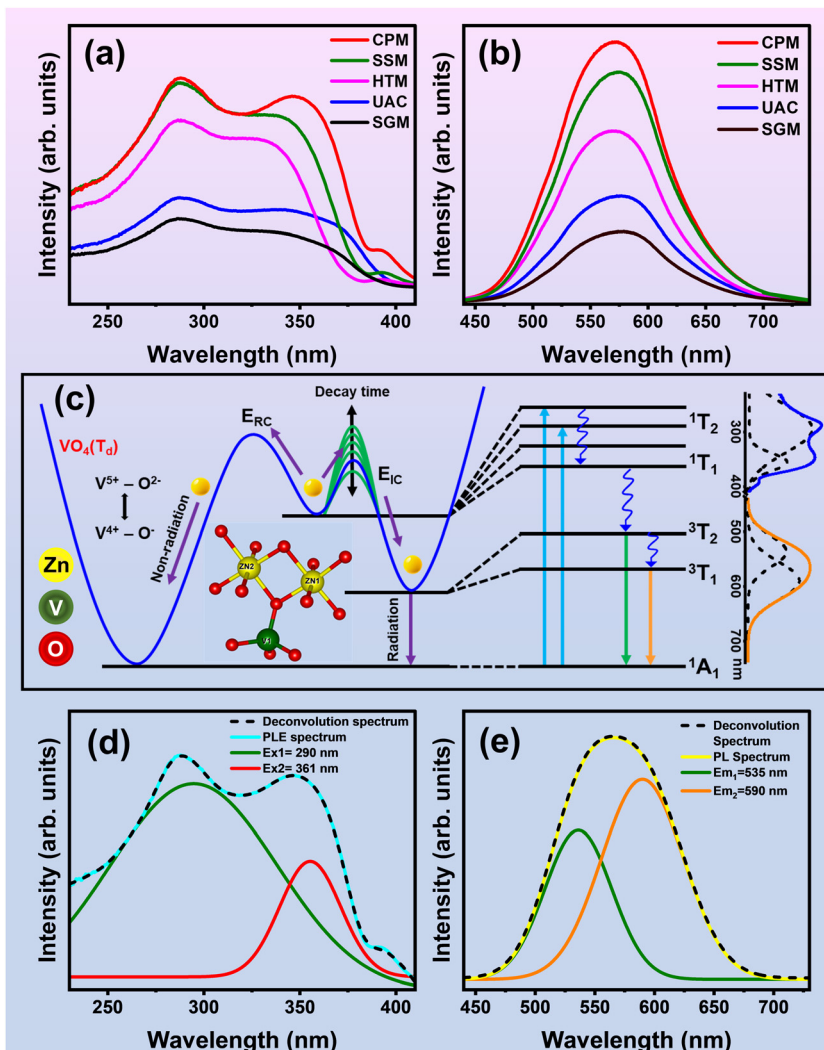 (a)
CPM
SSM
HTM
UAC
SGM
Intensity (arb. units)
250 300 350 400
Wavelength (nm)
(b)
CPM
SSM
HTM
UAC
SGM
Intensity (arb. units)
450 500 550 600 650 700
Wavelength (nm)
(c)
VO₄(T_d)
V⁵⁺ – O²⁻
V⁴⁺ – O⁻
Zn
V
O
Non-radiation
E_RC
Decay time
E_IC
ZN2
ZN1
V1
Radiation
¹T₂
¹T₁
³T₂
³T₁
¹A₁
300
400
500
600
700 nm
(d)
Deconvolution spectrum
PLE spectrum
Ex1= 290 nm
Ex2= 361 nm
Intensity (arb. units)
250 300 350 400
Wavelength (nm)
(e)
Deconvolution
Spectrum
PL Spectrum
Em₁=535 nm
Em₂=590 nm
Intensity (arb. units)
450 500 550 600 650 700
Wavelength (nm)